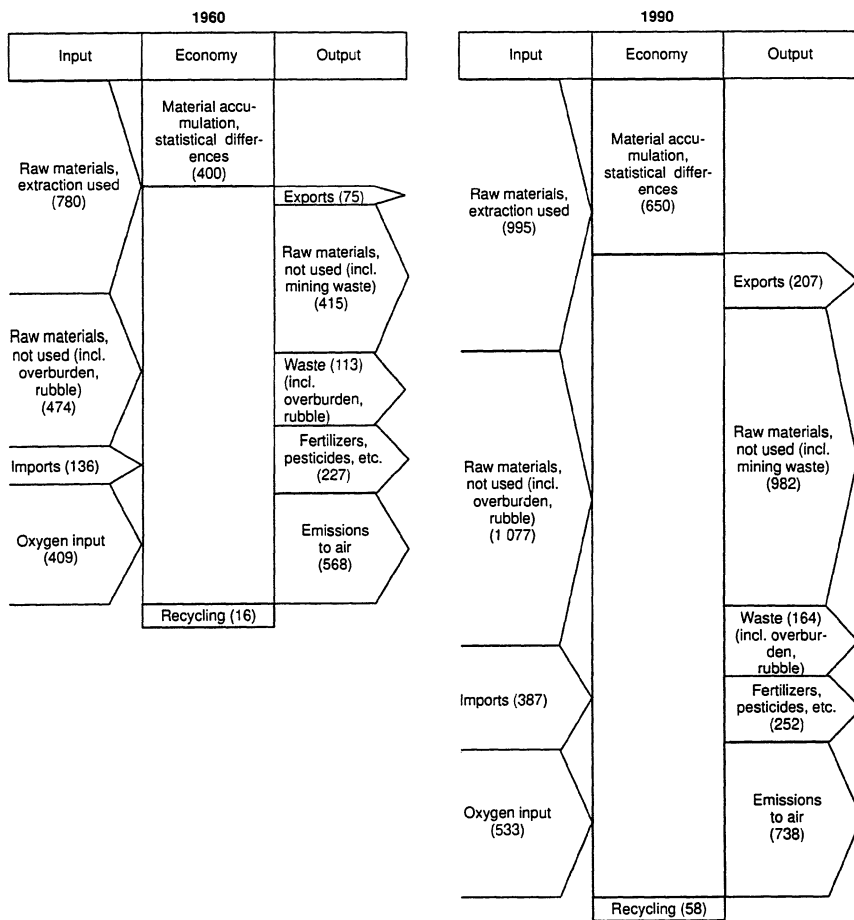 1960
Input
Economy
Output
Raw materials,
extraction used
(780)
Raw materials,
not used (incl.
overburden,
rubble)
(474)
Imports (136)
Oxygen input
(409)
Material accu-
mulation,
statistical differ-
ences
(400)
Recycling (16)
Exports (75)
Raw materials,
not used (incl.
mining waste)
(415)
Waste (113)
(incl.
overburden,
rubble)
Fertilizers,
pesticides, etc.
(227)
Emissions
to air
(568)
1990
Input
Economy
Output
Raw materials,
extraction used
(995)
Raw materials,
not used (incl.
overburden,
rubble)
(1 077)
Imports (387)
Oxygen input
(533)
Material accu-
mulation,
statistical differ-
ences
(650)
Recycling (58)
Exports (207)
Raw materials,
not used (incl.
mining waste)
(982)
Waste (164)
(incl. overbur-
den,
rubble)
Fertilizers,
pesticides, etc.
(252)
Emissions
to air
(738)